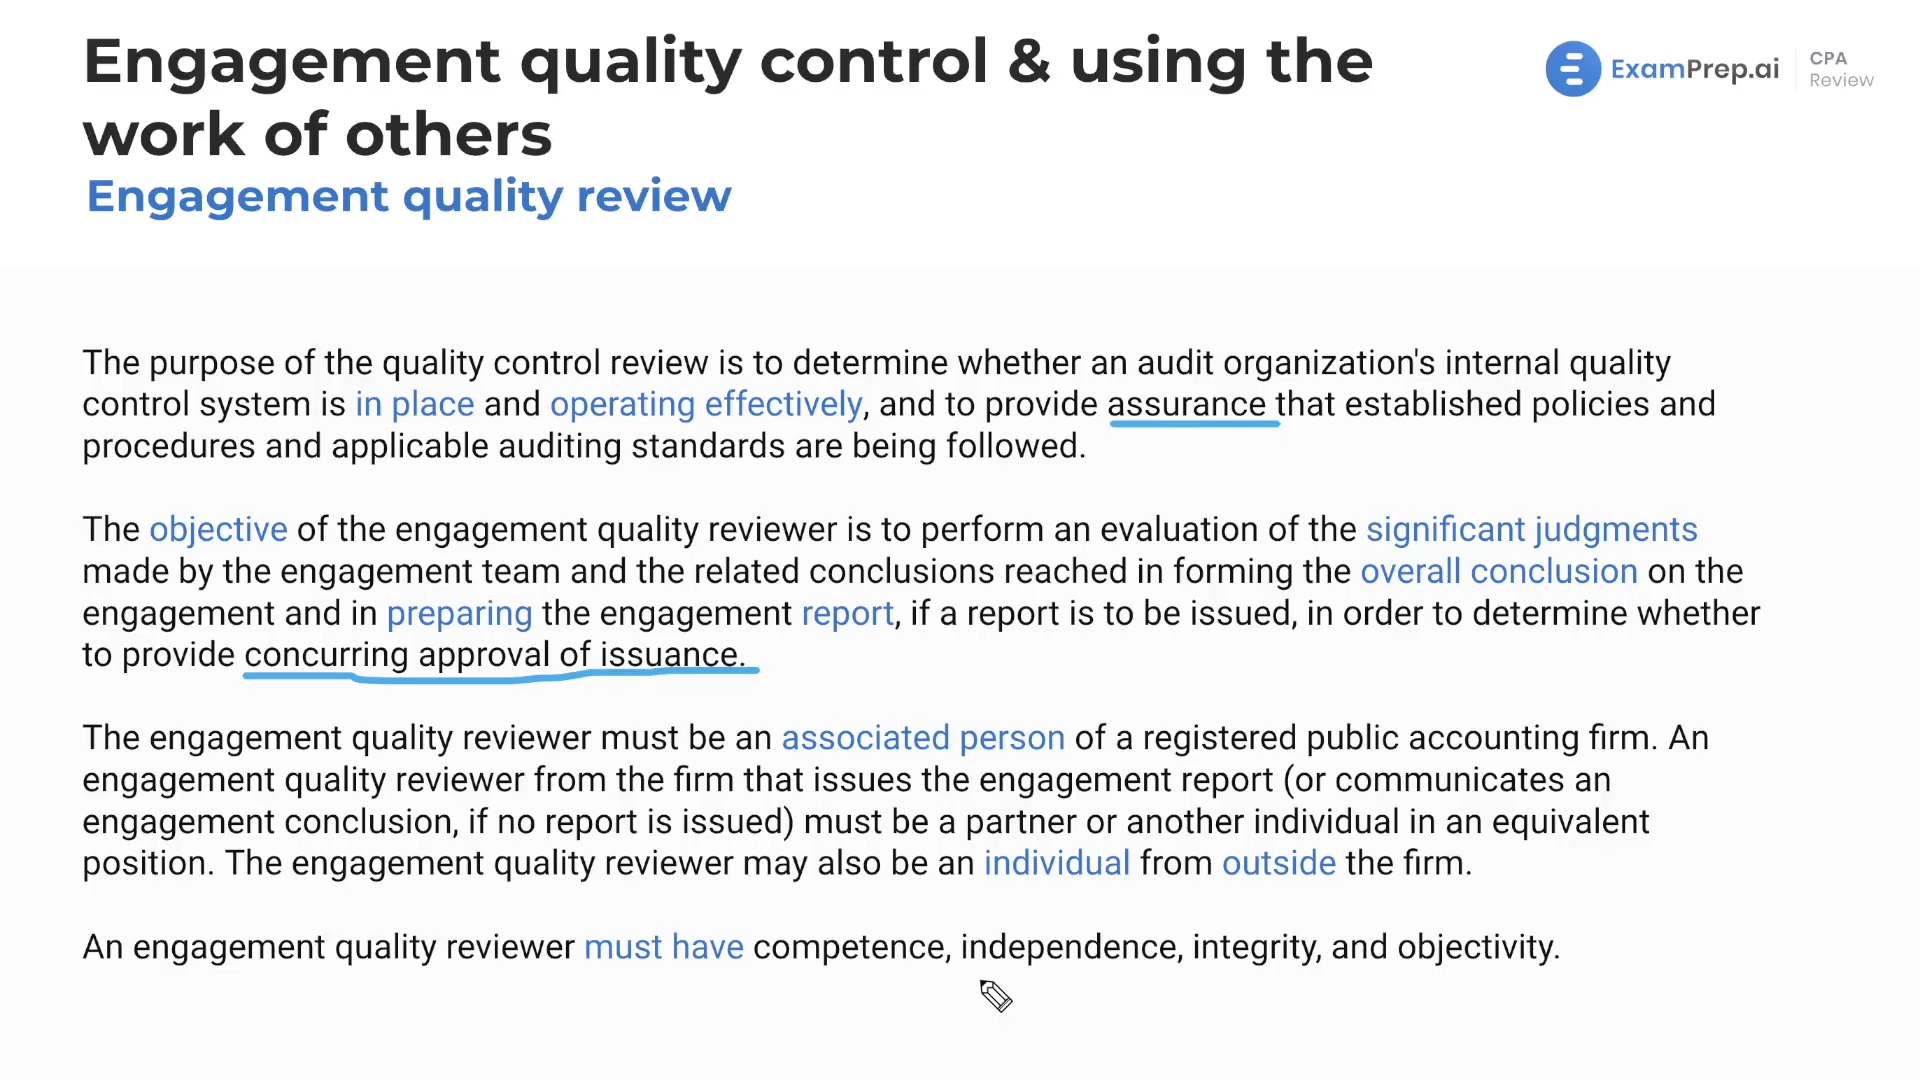 Engagement quality control & using the
work of others
Engagement quality review
ExamPrep.ai
CPA
Review
The purpose of the quality control review is to determine whether an audit organization's internal quality
control system is in place and operating effectively, and to provide assurance that established policies and
procedures and applicable auditing standards are being followed.
The objective of the engagement quality reviewer is to perform an evaluation of the significant judgments
made by the engagement team and the related conclusions reached in forming the overall conclusion on the
engagement and in preparing the engagement report, if a report is to be issued, in order to determine whether
to provide concurring approval of issuance.
The engagement quality reviewer must be an associated person of a registered public accounting firm. An
engagement quality reviewer from the firm that issues the engagement report (or communicates an
engagement conclusion, if no report is issued) must be a partner or another individual in an equivalent
position. The engagement quality reviewer may also be an individual from outside the firm.
An engagement quality reviewer must have competence, independence, integrity, and objectivity.